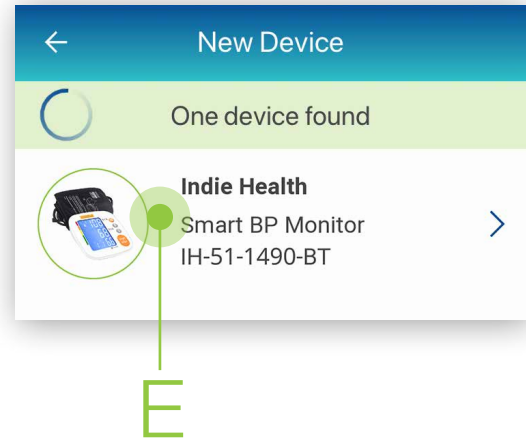 New Device
One device found
Indie Health
Smart BP Monitor
IH-51-1490-BT
E